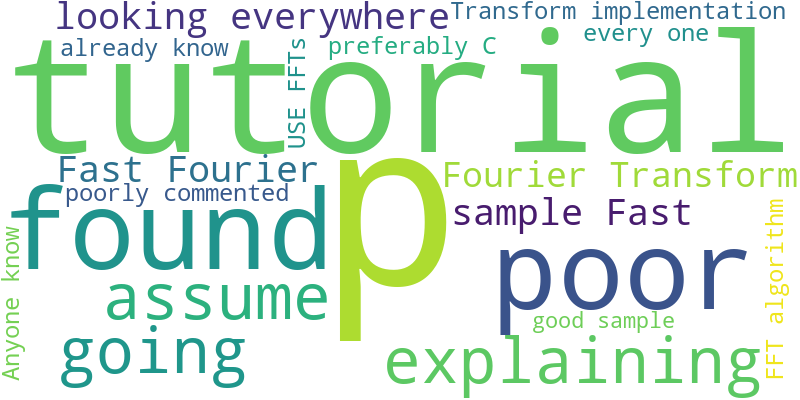 looking everywhere
Transform implementation
already know
preferably C
every one
tutorial
USE FFTs
Fast Fourier
p
Fourier Transform
poorly commented
found
sample Fast
poor
assume
good sample
going
explaining
Anyone know
FFT algorithm